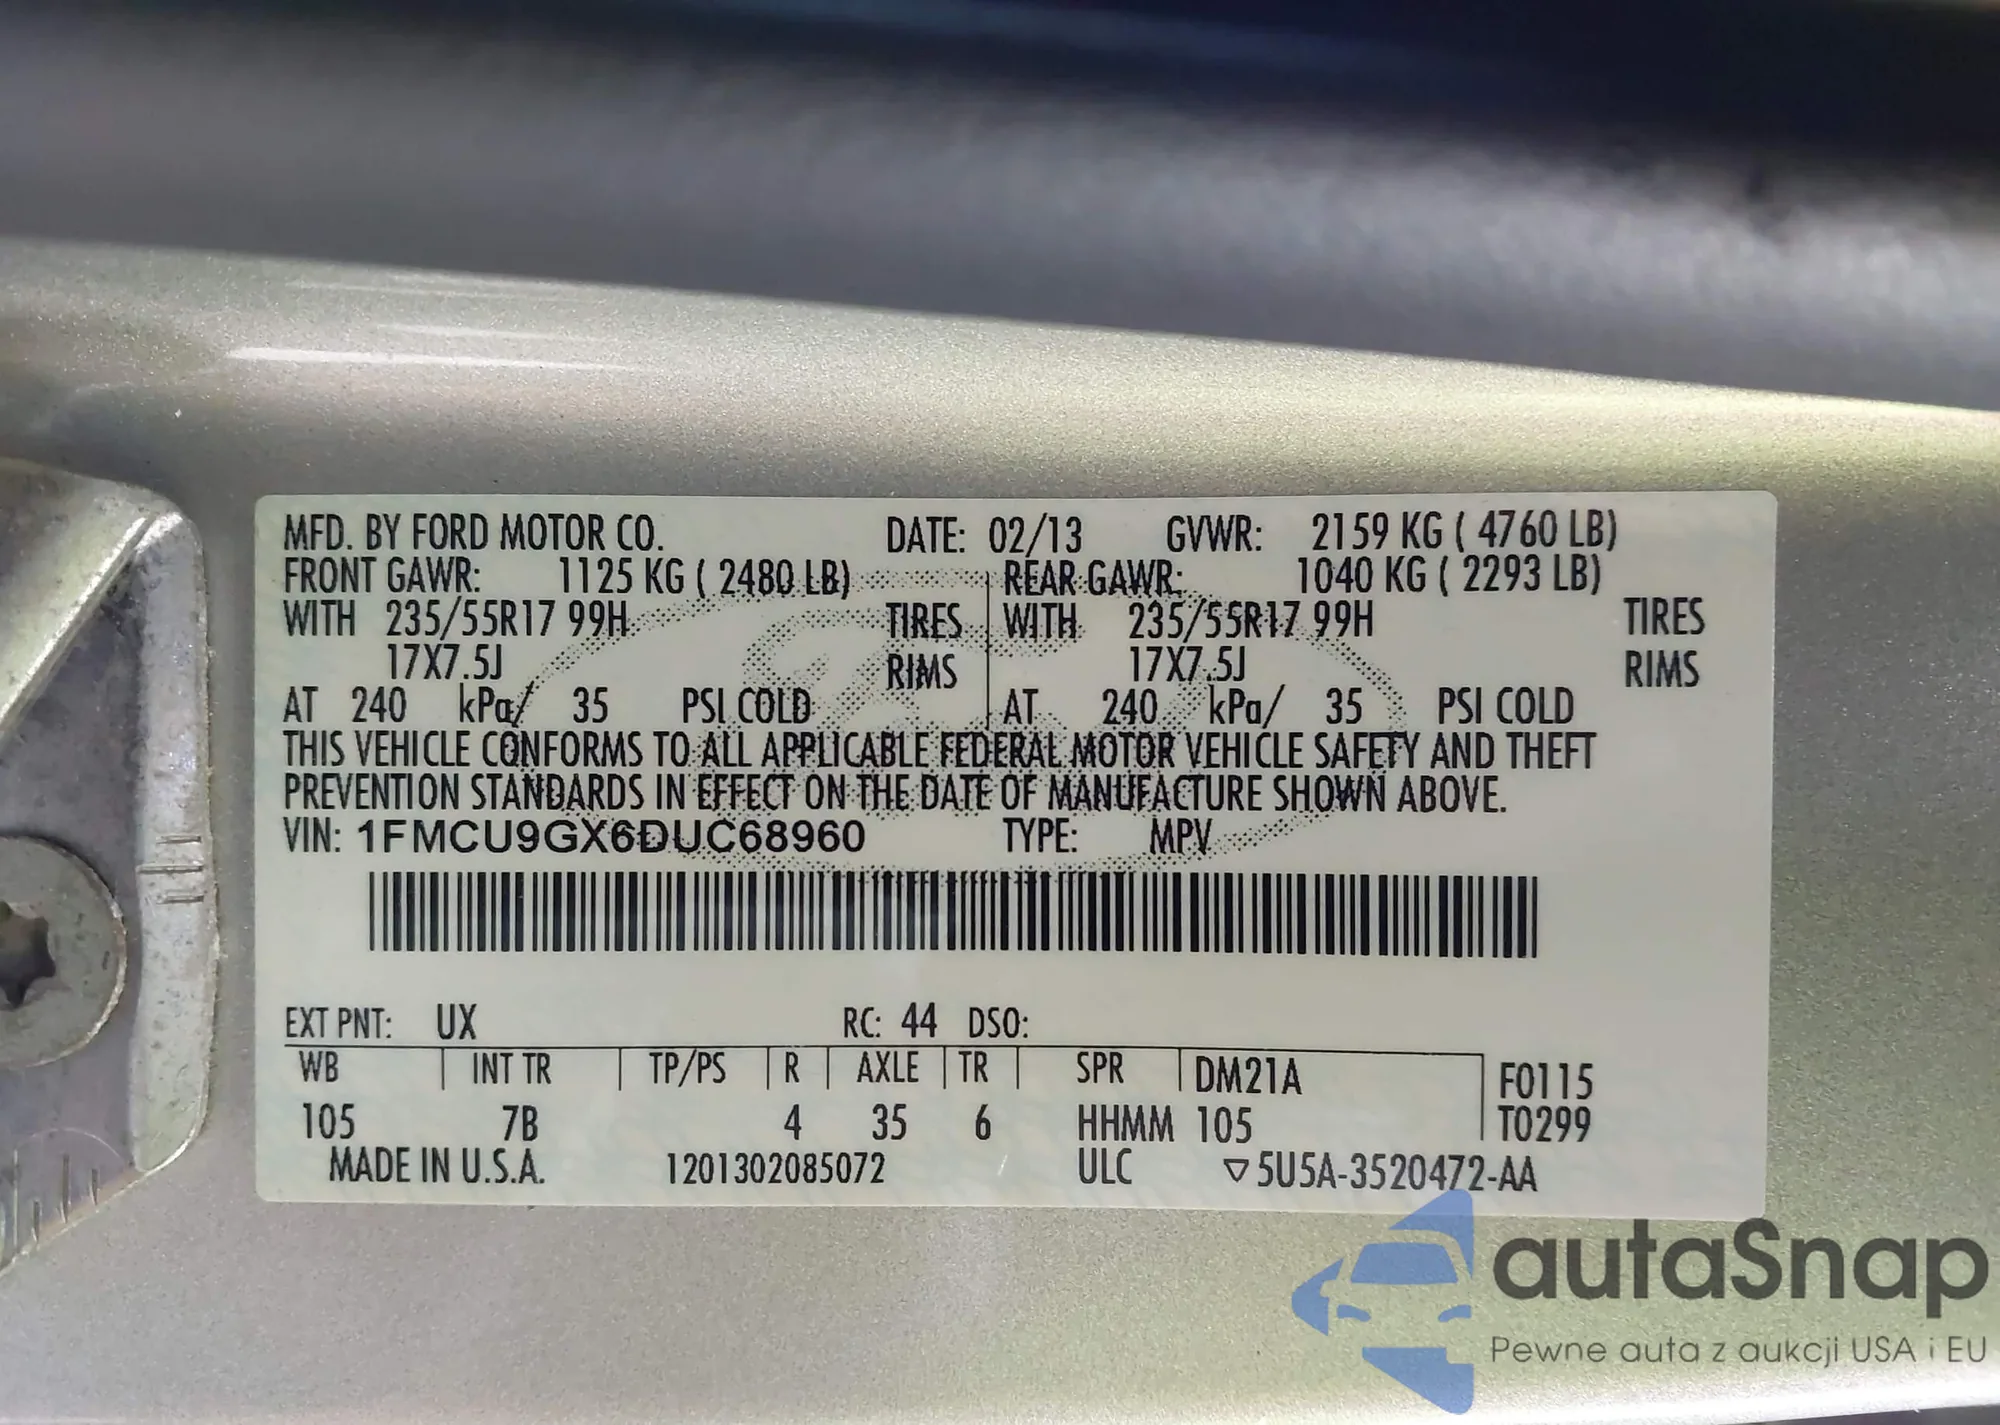 MFD. BY FORD MOTOR CO. DATE: 02/13 GVWR: 2159 KG ( 4760 LB)
FRONT GAWR: 1125 KG ( 2480 LB) REAR GAWR: 1040 KG ( 2293 LB)
WITH 235/55R17 99H TIRES WITH 235/55R17 99H TIRES
17X7.5J RIMS 17X7.5J RIMS
AT 240 kPa/ 35 PSI COLD AT 240 kPa/ 35 PSI COLD
THIS VEHICLE CONFORMS TO ALL APPLICABLE FEDERAL MOTOR VEHICLE SAFETY AND THEFT
PREVENTION STANDARDS IN EFFECT ON THE DATE OF MANUFACTURE SHOWN ABOVE.
VIN: 1FMCU9GX6DUC68960 TYPE: MPV
EXT PNT: UX RC: 44 DSO:
WB INT TR TP/PS R AXLE TR SPR DM21A F0115
105 7B 4 35 6 HHMM 105 T0299
MADE IN U.S.A. 1201302085072 ULC ▽5U5A-3520472-AA
autaSnap
Pewne auta z aukcji USA i EU